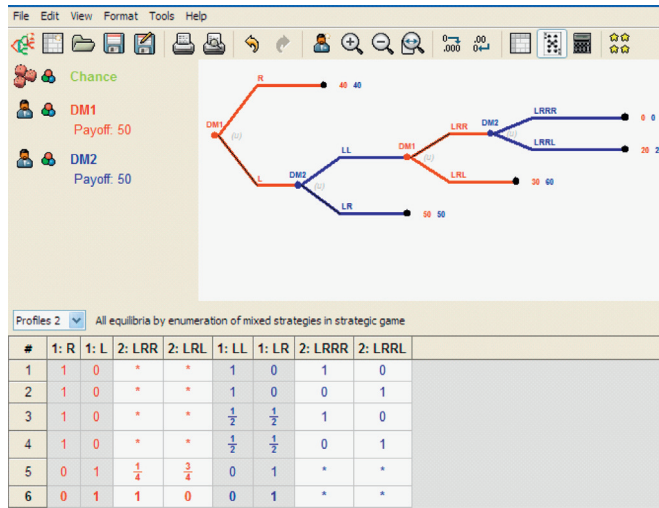 File Edit View Format Tools Help
0→ .000 .00 0↵
Chance
DM1
Payoff: 50
DM2
Payoff: 50
R
40 40
DM1
(u)
L
DM2
(u)
LL
LR
50 50
DM1
(u)
LRR
LRL
30 60
DM2
(u)
LRRR
0 0
LRRL
20 2
Profiles 2 All equilibria by enumeration of mixed strategies in strategic game
# 1: R 1: L 2: LRR 2: LRL 1: LL 1: LR 2: LRRR 2: LRRL
1 1 0 * * 1 0 1 0
2 1 0 * * 1 0 0 1
3 1 0 * * 1/2 1/2 1 0
4 1 0 * * 1/2 1/2 0 1
5 0 1 1/4 3/4 0 1 * *
6 0 1 1 0 0 1 * *